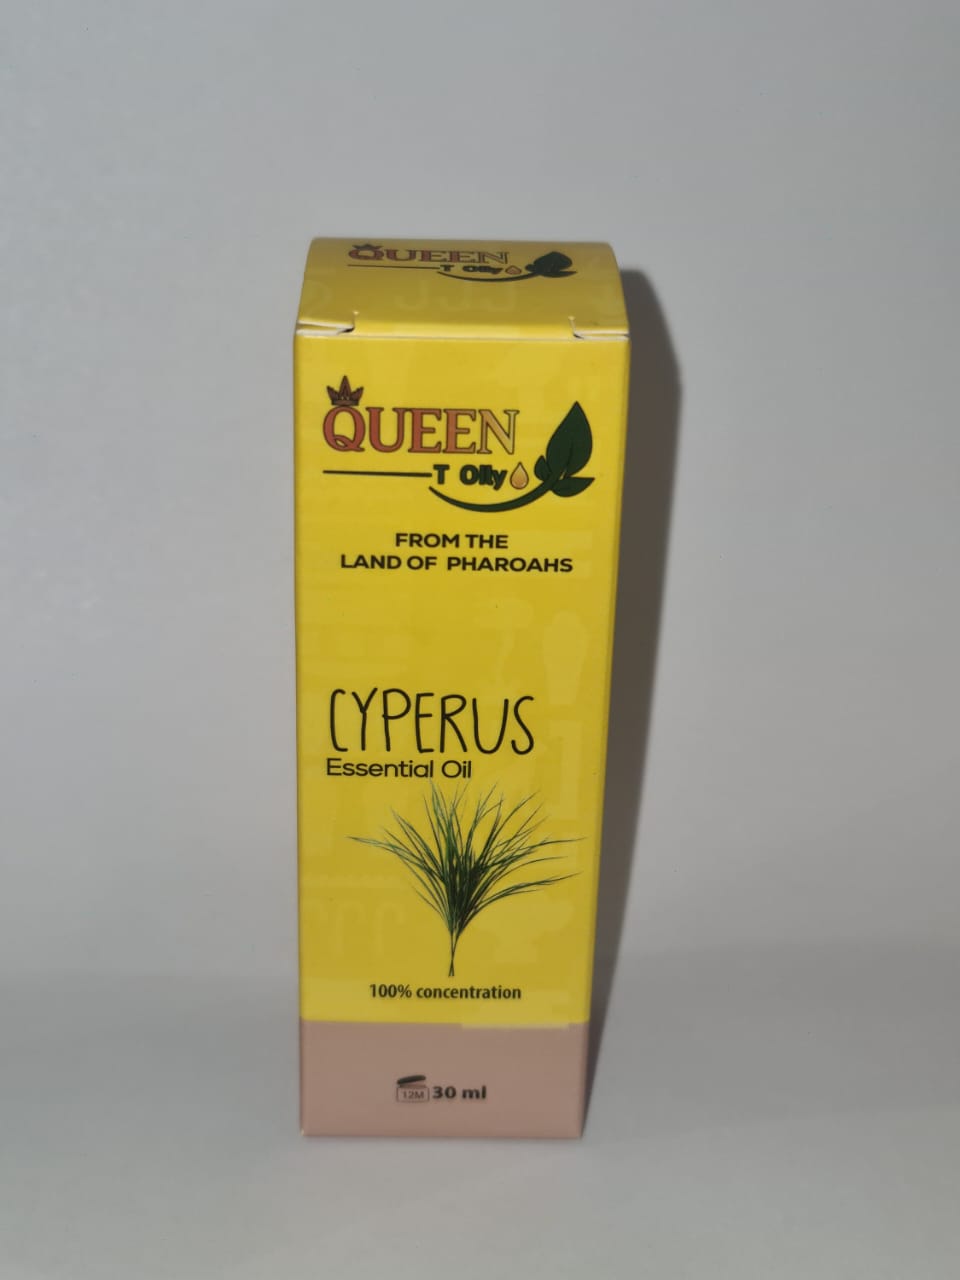 QUEEN
T Olly
QUEEN
T Olly
FROM THE
LAND OF PHAROAHS
CYPERUS
Essential Oil
100% concentration
12M 30 ml